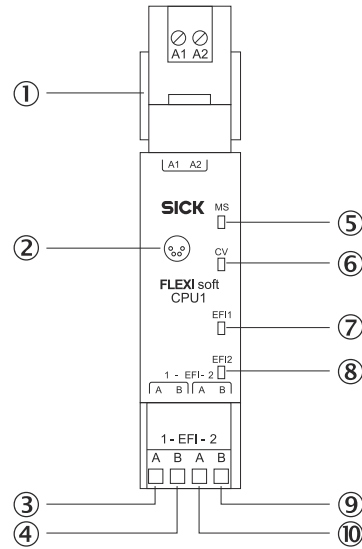 A1 A2
①
A1 A2
SICK MS
⑤
②
CV
⑥
FLEXI soft
CPU1
EFI1
⑦
EFI2
⑧
1 - EFI - 2
A B A B
1 - EFI - 2
A B A B
③ ⑨
④ ⑩